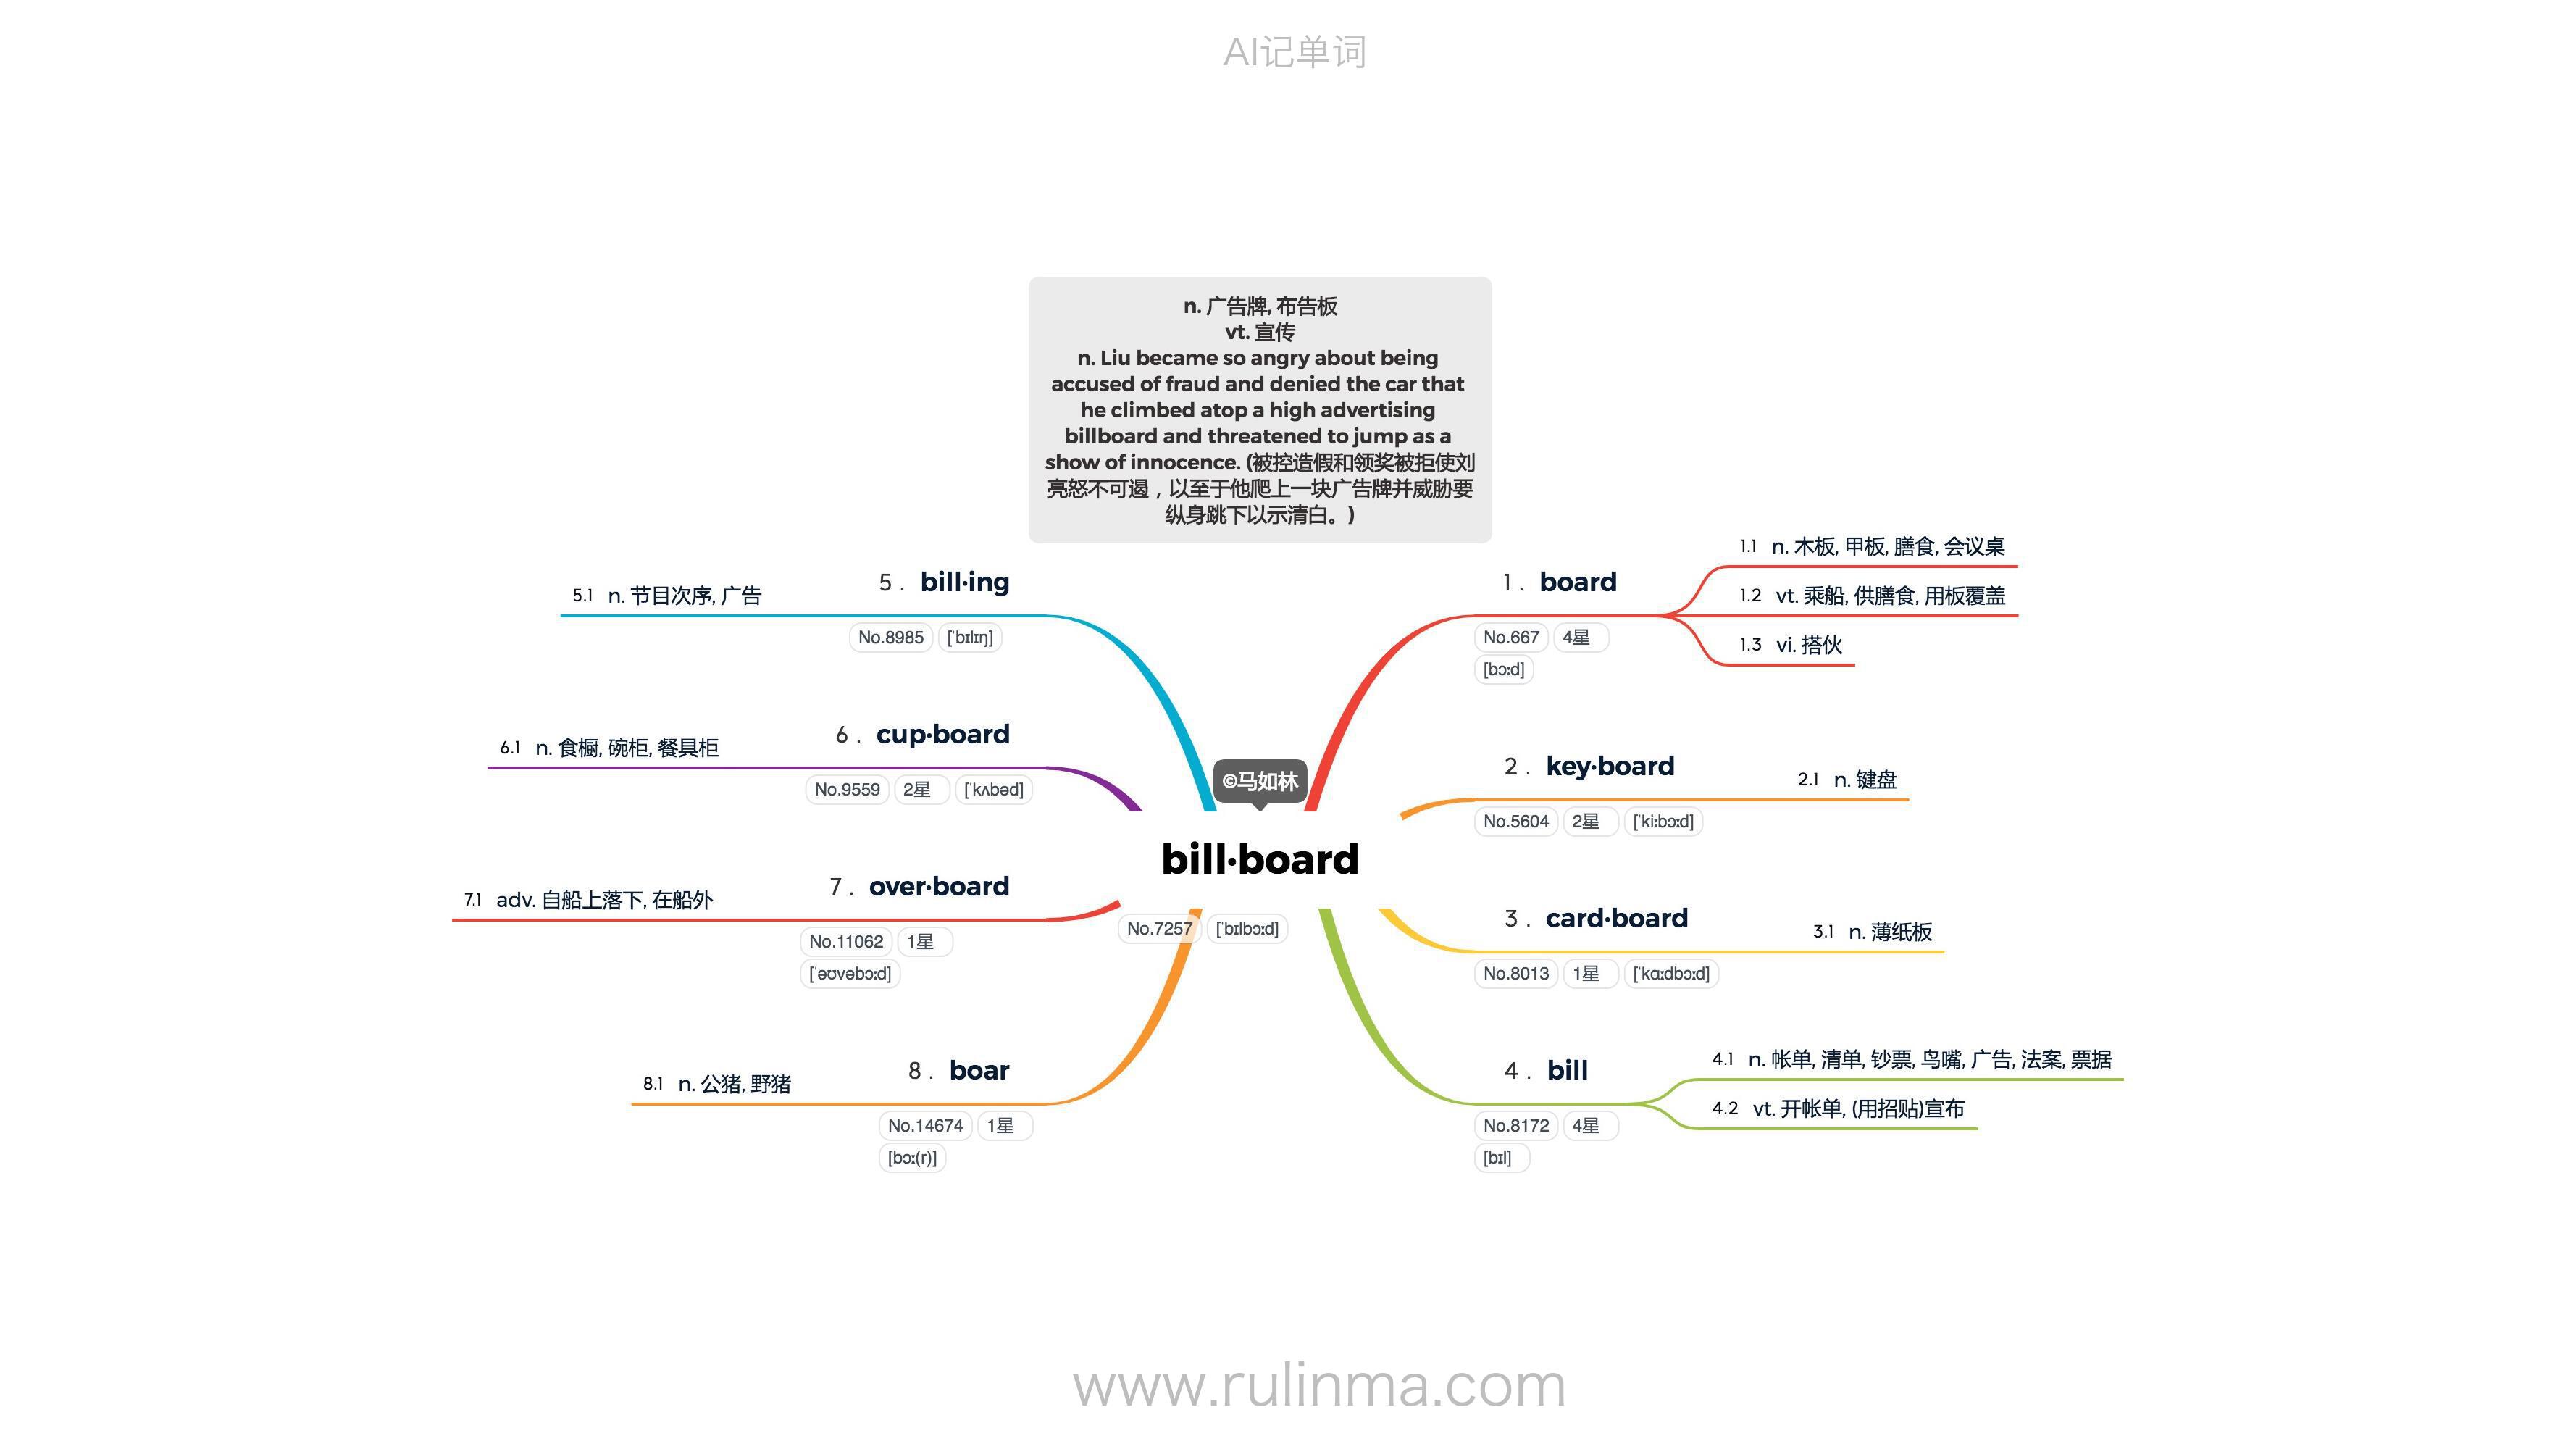 AI记单词
n. 广告牌, 布告板
vt. 宣传
n. Liu became so angry about being
accused of fraud and denied the car that
he climbed atop a high advertising
billboard and threatened to jump as a
show of innocence. (被控造假和领奖被拒使刘
亮怒不可遏，以至于他爬上一块广告牌并威胁要
纵身跳下以示清白。)
©马如林
bill·board
No.7257 [ˈbɪlbɔːd]
1 . board
No.667 4星
[bɔːd]
1.1 n. 木板, 甲板, 膳食, 会议桌
1.2 vt. 乘船, 供膳食, 用板覆盖
1.3 vi. 搭伙
2 . key·board
No.5604 2星 [ˈkiːbɔːd]
2.1 n. 键盘
3 . card·board
No.8013 1星 [ˈkɑːdbɔːd]
3.1 n. 薄纸板
4 . bill
No.8172 4星
[bɪl]
4.1 n. 帐单, 清单, 钞票, 鸟嘴, 广告, 法案, 票据
4.2 vt. 开帐单, (用招贴)宣布
5 . bill·ing
No.8985 [ˈbɪlɪŋ]
5.1 n. 节目次序, 广告
6 . cup·board
No.9559 2星 [ˈkʌbəd]
6.1 n. 食橱, 碗柜, 餐具柜
7 . over·board
No.11062 1星
[ˈəʊvəbɔːd]
7.1 adv. 自船上落下, 在船外
8 . boar
No.14674 1星
[bɔː(r)]
8.1 n. 公猪, 野猪
www.rulinma.com